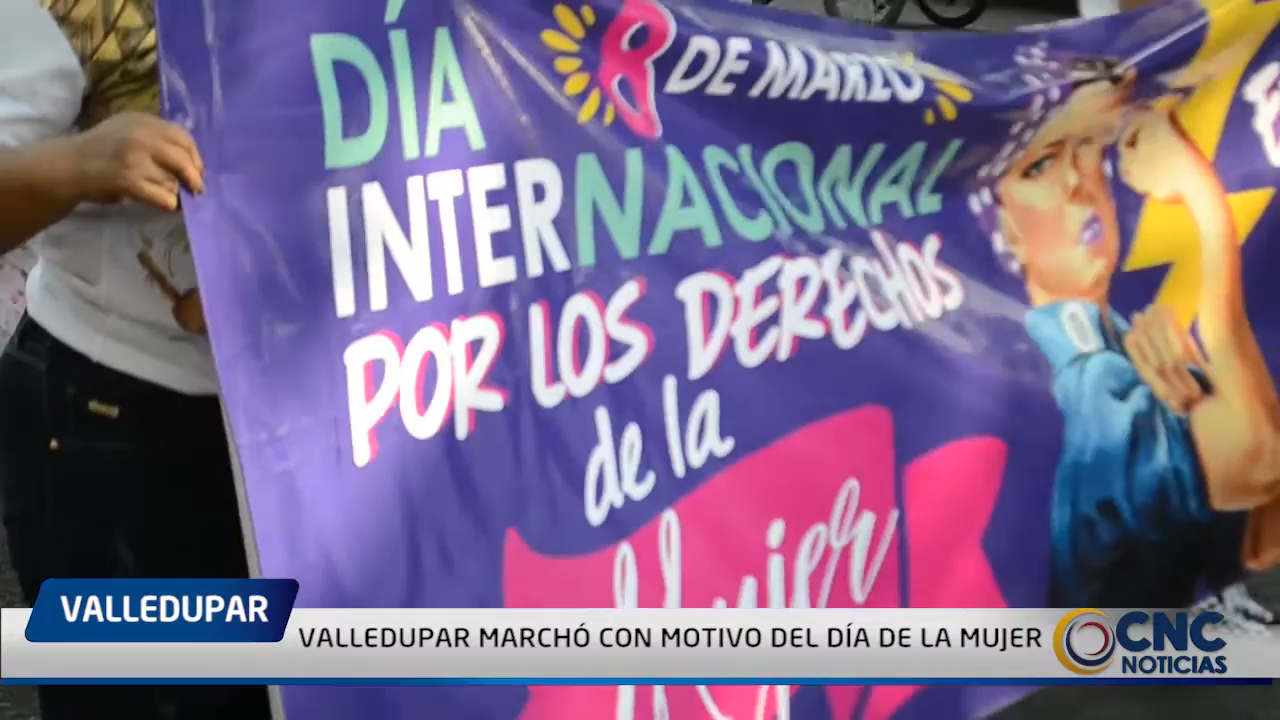 8 DE MARZO
DÍA
INTERNACIONAL
POR LOS DERECHOS
de la
Mujer
VALLEDUPAR
VALLEDUPAR MARCHÓ CON MOTIVO DEL DÍA DE LA MUJER
CNC
NOTICIAS